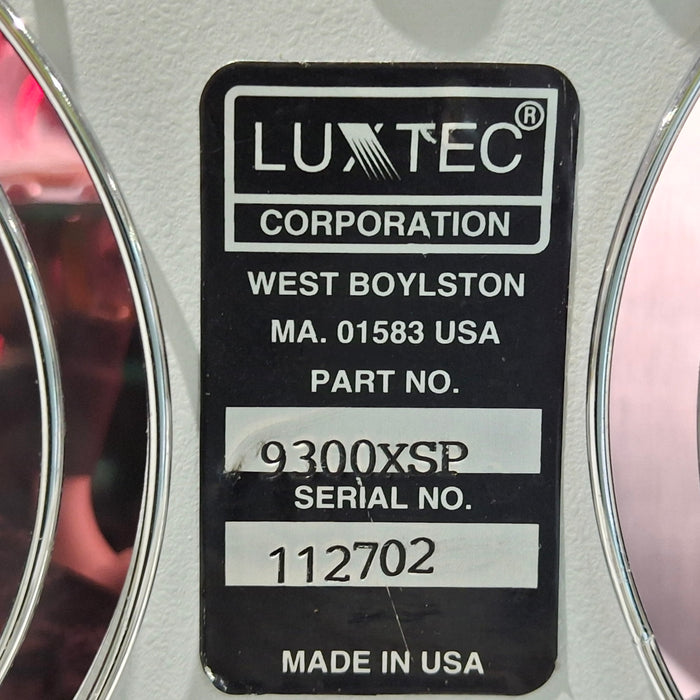 LUXTEC®
CORPORATION
WEST BOYLSTON
MA. 01583 USA
PART NO.
9300XSP
SERIAL NO.
112702
MADE IN USA